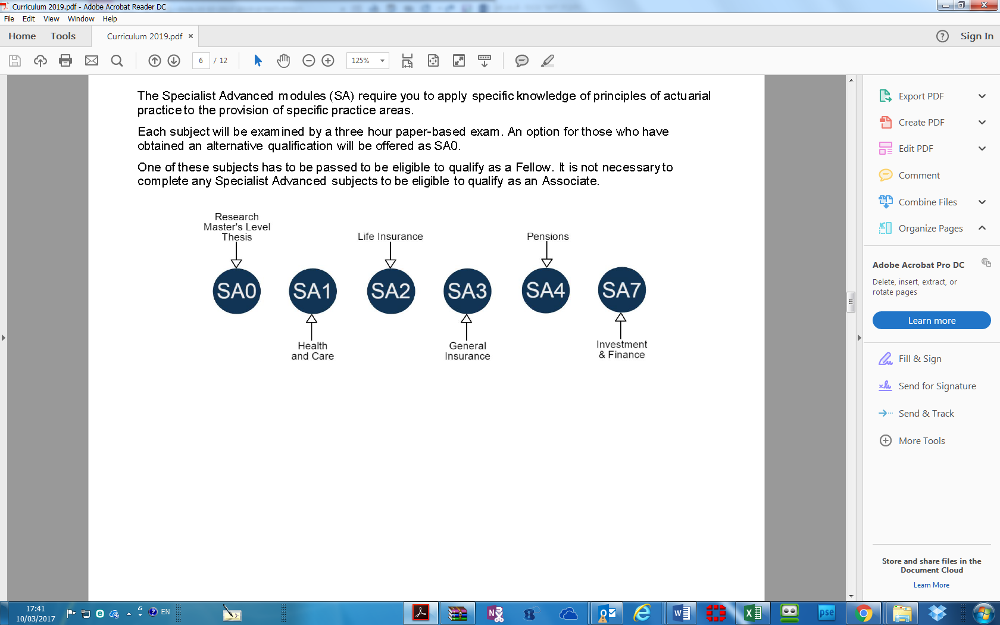 Curriculum 2019.pdf - Adobe Acrobat Reader DC
File Edit View Window Help
Home Tools Curriculum 2019.pdf × Sign In
6 / 12 125%
The Specialist Advanced modules (SA) require you to apply specific knowledge of principles of actuarial
practice to the provision of specific practice areas.
Each subject will be examined by a three hour paper-based exam. An option for those who have
obtained an alternative qualification will be offered as SA0.
One of these subjects has to be passed to be eligible to qualify as a Fellow. It is not necessary to
complete any Specialist Advanced subjects to be eligible to qualify as an Associate.
Research
Master's Level
Thesis
Life Insurance
Pensions
SA0 SA1 SA2 SA3 SA4 SA7
Health
and Care
General
Insurance
Investment
& Finance
Export PDF
Create PDF
Edit PDF
Comment
Combine Files
Organize Pages
Adobe Acrobat Pro DC
Delete, insert, extract, or
rotate pages
Learn more
Fill & Sign
Send for Signature
Send & Track
More Tools
Store and share files in the
Document Cloud
Learn More
17:41
10/03/2017
EN
pse